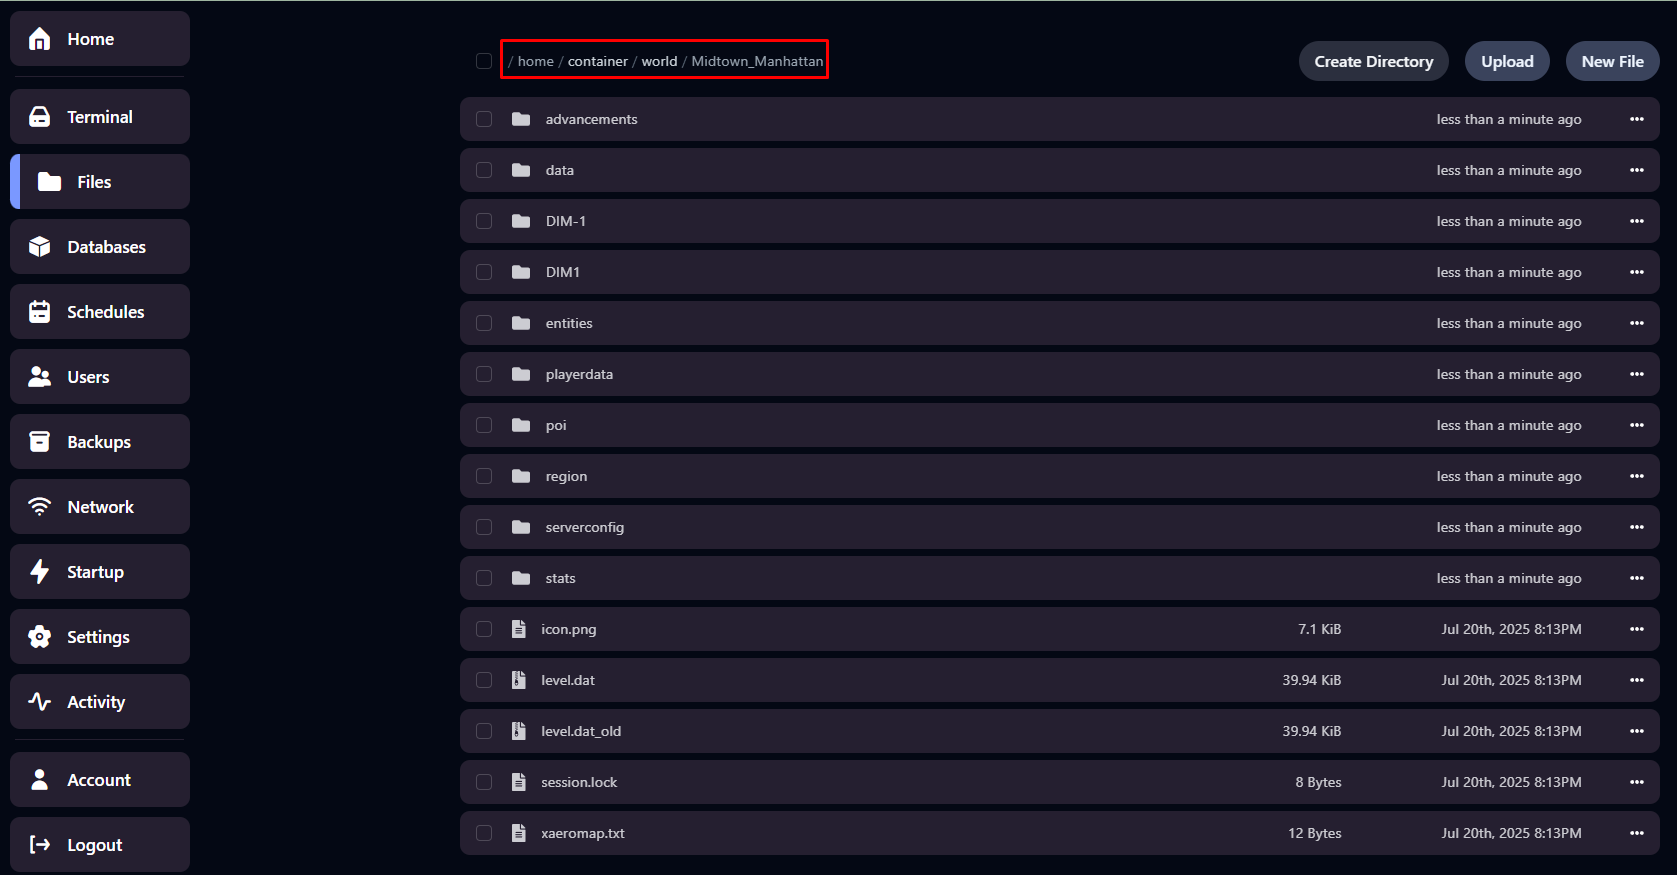 Home
Terminal
Files
Databases
Schedules
Users
Backups
Network
Startup
Settings
Activity
Account
Logout
/ home / container / world / Midtown_Manhattan
Create Directory Upload New File
advancements less than a minute ago
data less than a minute ago
DIM-1 less than a minute ago
DIM1 less than a minute ago
entities less than a minute ago
playerdata less than a minute ago
poi less than a minute ago
region less than a minute ago
serverconfig less than a minute ago
stats less than a minute ago
icon.png 7.1 KiB Jul 20th, 2025 8:13PM
level.dat 39.94 KiB Jul 20th, 2025 8:13PM
level.dat_old 39.94 KiB Jul 20th, 2025 8:13PM
session.lock 8 Bytes Jul 20th, 2025 8:13PM
xaeromap.txt 12 Bytes Jul 20th, 2025 8:13PM